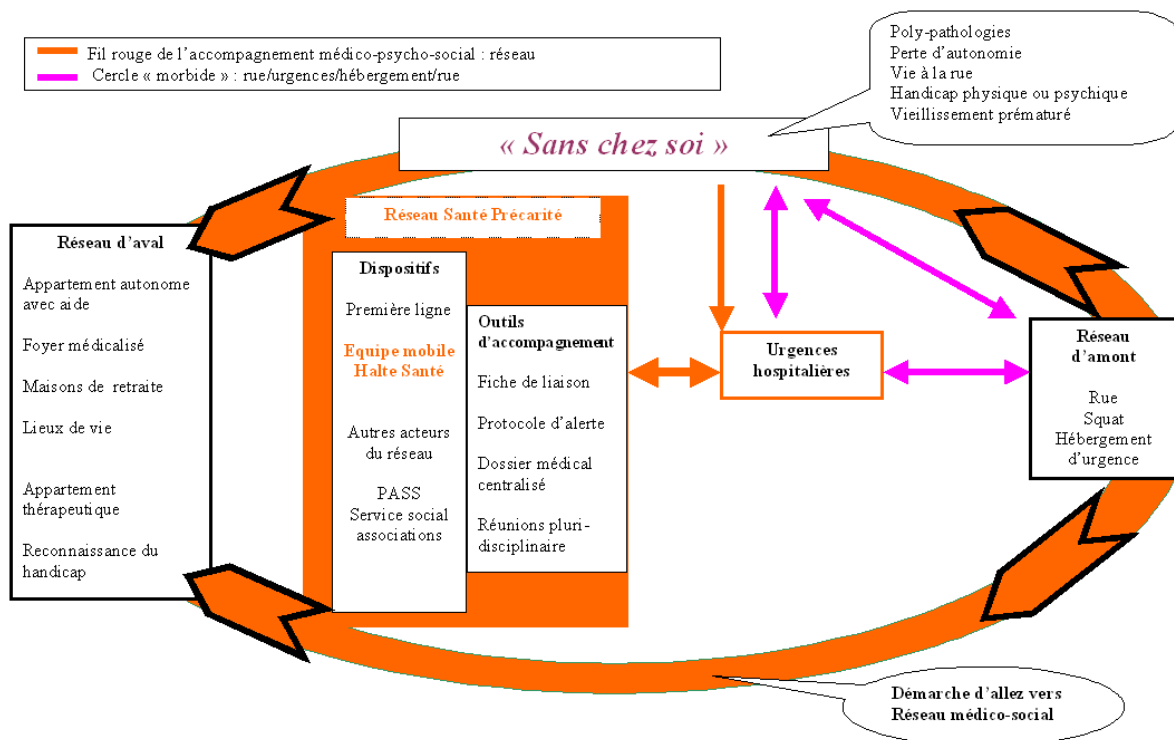 Fil rouge de l'accompagnement médico-psycho-social : réseau
Cercle « morbide » : rue/urgences/hébergement/rue
Poly-pathologies
Perte d'autonomie
Vie à la rue
Handicap physique ou psychique
Vieillissement prématuré
« Sans chez soi »
Réseau d'aval
Appartement autonome
avec aide
Foyer médicalisé
Maisons de retraite
Lieux de vie
Appartement
thérapeutique
Reconnaissance du
handicap
Réseau Santé Précarité
Dispositifs
Première ligne
Equipe mobile
Halte Santé
Autres acteurs
du réseau
PASS
Service social
associations
Outils
d'accompagnement
Fiche de liaison
Protocole d'alerte
Dossier médical
centralisé
Réunions pluri-
disciplinaire
Urgences
hospitalières
Réseau
d'amont
Rue
Squat
Hébergement
d'urgence
Démarche d'allez vers
Réseau médico-social